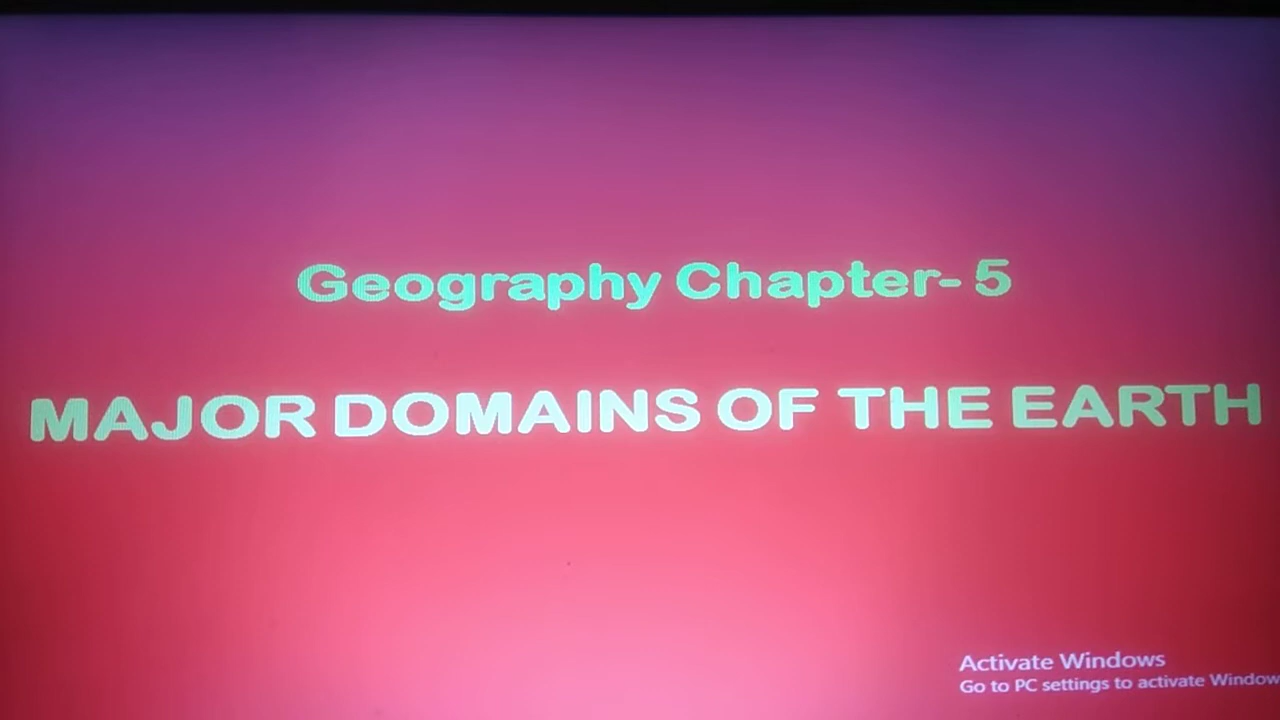 Geography Chapter- 5
MAJOR DOMAINS OF THE EARTH
Activate Windows
Go to PC settings to activate Window